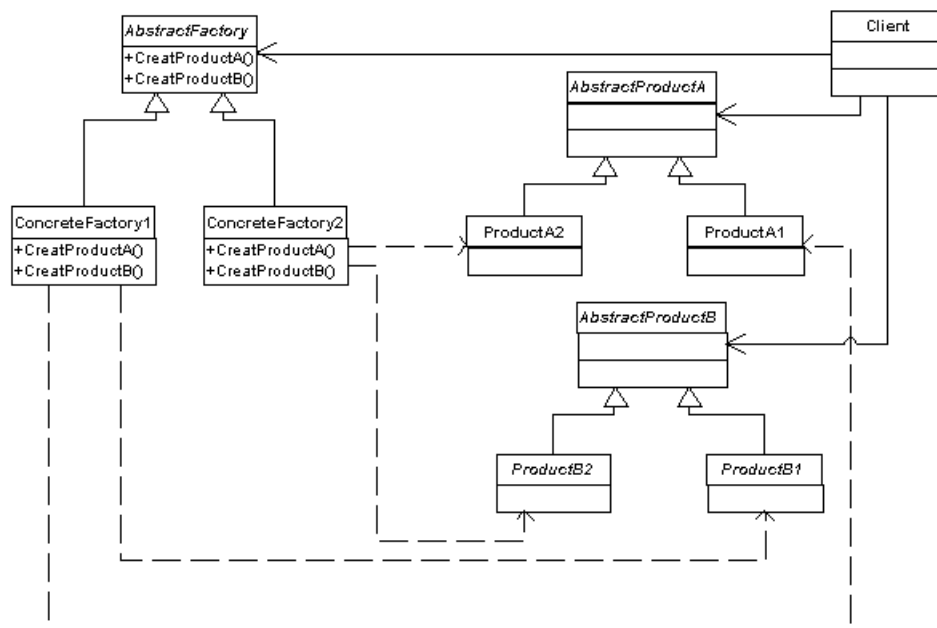 AbstractFactory
+CreatProductA()
+CreatProductB()
Client
AbstractProductA
ConcreteFactory1
+CreatProductA()
+CreatProductB()
ConcreteFactory2
+CreatProductA()
+CreatProductB()
ProductA2
ProductA1
AbstractProductB
ProductB2
ProductB1